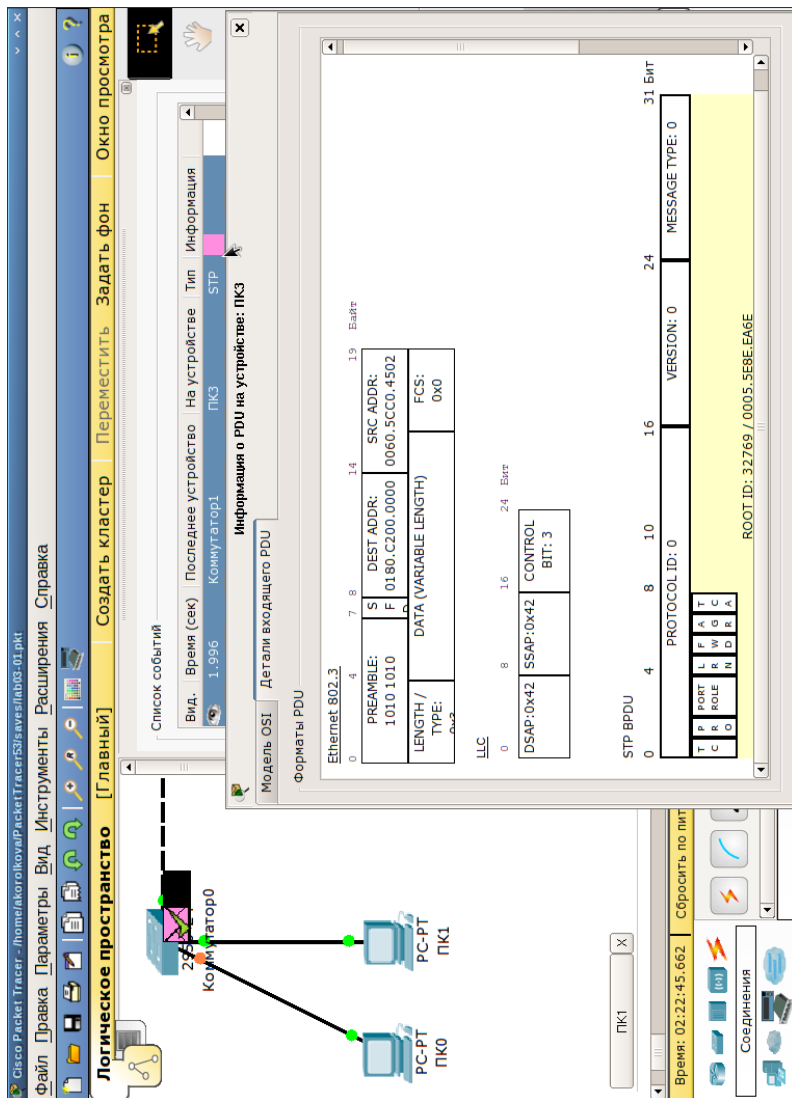 Cisco Packet Tracer - /home/akorolkova/PacketTracer53/saves/lab03-01.pkt
Файл Правка Параметры Вид Инструменты Расширения Справка
Логическое пространство [Главный] Создать кластер Переместить Задать фон Окно просмотра
Коммутатор0
PC-PT
ПК0
PC-PT
ПК1
Список событий
Вид. Время (сек) Последнее устройство На устройстве Тип Информация
1.996 Коммутатор1 ПК3 STP
Информация о PDU на устройстве: ПК3
Модель OSI Детали входящего PDU
Форматы PDU
Ethernet 802.3
0 4 7 8 14 19 Байт
PREAMBLE: 1010 1010
S F D
DEST ADDR: 0180.C200.0000
SRC ADDR: 0060.5CC0.4502
LENGTH / TYPE:
DATA (VARIABLE LENGTH)
FCS: 0x0
LLC
0 8 16 24 Бит
DSAP:0x42 SSAP:0x42 CONTROL BIT: 3
STP BPDU
0 4 8 10 16 24 31 Бит
PROTOCOL ID: 0 VERSION: 0 MESSAGE TYPE: 0
T C
P R O
PORT ROLE
L R N
F W D
A G R
T C A
ROOT ID: 32769 / 0005.5E8E.EA6E
ПК1 X
Время: 02:22:45.662 Сбросить по пит
Соединения